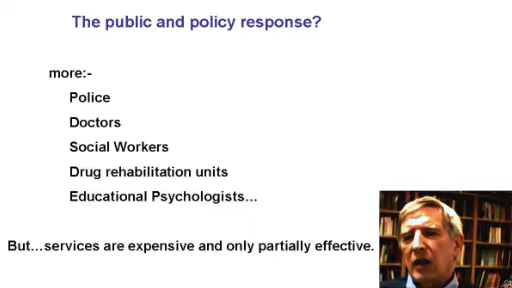 The public and policy response?
more:-
Police
Doctors
Social Workers
Drug rehabilitation units
Educational Psychologists…
But…services are expensive and only partially effective.